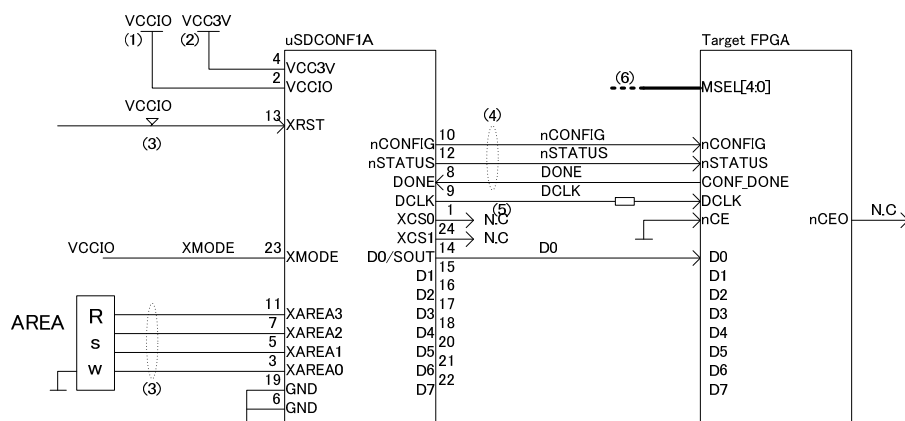 VCCIO VCC3V
(1) (2)
uSDCONF1A
Target FPGA
4 VCC3V
2 VCCIO
(6)
MSEL[4:0]
VCCIO
13 XRST
(3)
(4)
nCONFIG 10 nCONFIG nCONFIG
nSTATUS 12 nSTATUS nSTATUS
DONE 8 DONE CONF_DONE
DCLK 9 DCLK DCLK
(5)
XCS0 1 N.C nCE nCEO N.C
XCS1 24 N.C
VCCIO XMODE 23 XMODE D0/SOUT 14 D0 D0
D1 15 D1
D2 16 D2
AREA
R s w
11 XAREA3 D3 17 D3
7 XAREA2 D4 18 D4
5 XAREA1 D5 20 D5
3 XAREA0 D6 21 D6
(3)
19 GND D7 22 D7
6 GND